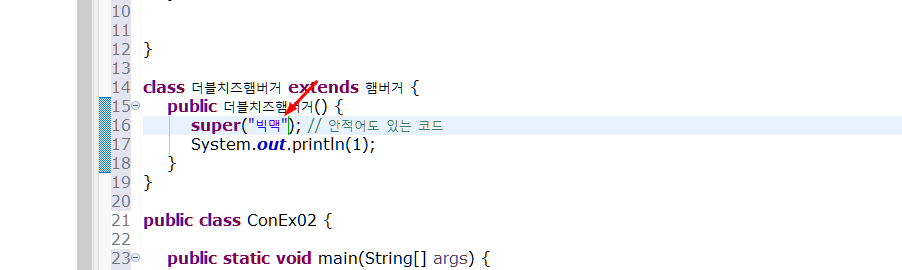 10
11
12 }
13
14 class 더블치즈햄버거 extends 햄버거 {
15 public 더블치즈햄버거() {
16 super("빅맥"); // 안적어도 있는 코드
17 System.out.println(1);
18 }
19 }
20
21 public class ConEx02 {
22
23 public static void main(String[] args) {